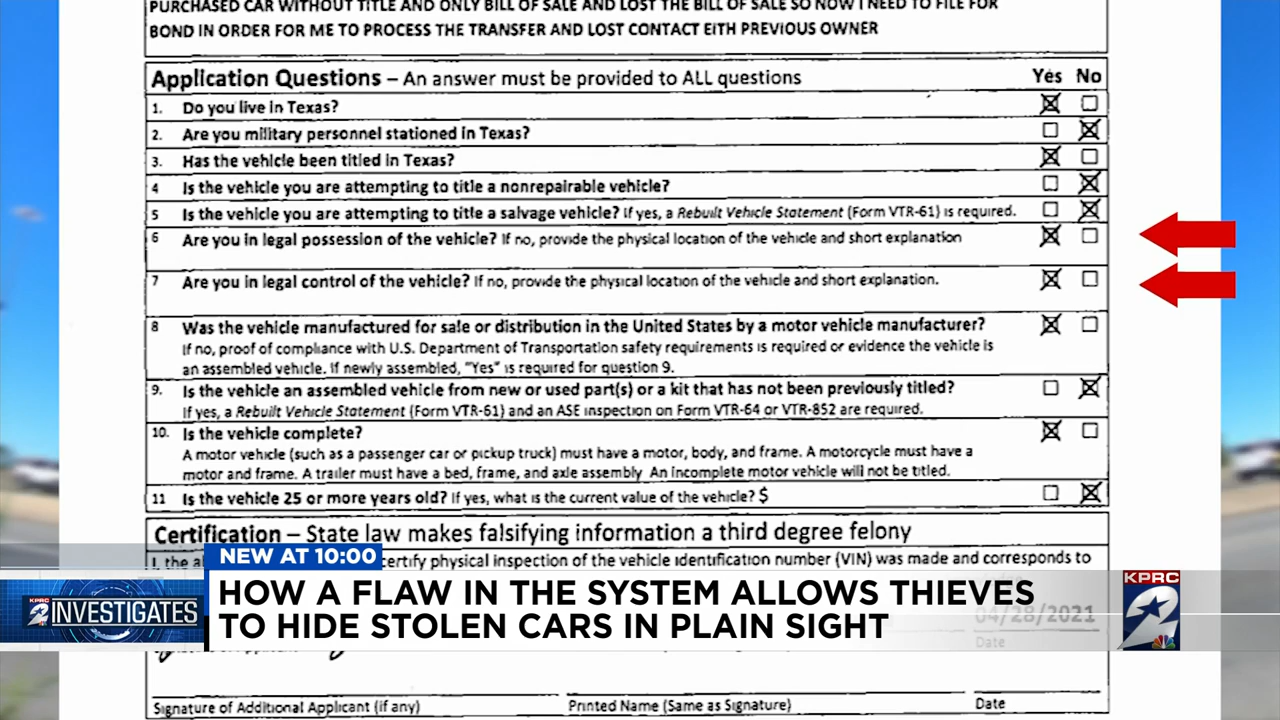 PURCHASED CAR WITHOUT TITLE AND ONLY BILL OF SALE AND LOST THE BILL OF SALE SO NOW I NEED TO FILE FOR
BOND IN ORDER FOR ME TO PROCESS THE TRANSFER AND LOST CONTACT EITH PREVIOUS OWNER
Application Questions – An answer must be provided to ALL questions Yes No
1. Do you live in Texas?
2. Are you military personnel stationed in Texas?
3. Has the vehicle been titled in Texas?
4 Is the vehicle you are attempting to title a nonrepairable vehicle?
5 Is the vehicle you are attempting to title a salvage vehicle? If yes, a Rebuilt Vehicle Statement (Form VTR-61) is required.
6 Are you in legal possession of the vehicle? If no, provide the physical location of the vehicle and short explanation
7 Are you in legal control of the vehicle? If no, provide the physical location of the vehicle and short explanation.
8 Was the vehicle manufactured for sale or distribution in the United States by a motor vehicle manufacturer?
If no, proof of compliance with U.S. Department of Transportation safety requirements is required or evidence the vehicle is
an assembled vehicle. If newly assembled, "Yes" is required for question 9.
9. Is the vehicle an assembled vehicle from new or used part(s) or a kit that has not been previously titled?
If yes, a Rebuilt Vehicle Statement (Form VTR-61) and an ASE inspection on Form VTR-64 or VTR-852 are required.
10. Is the vehicle complete?
A motor vehicle (such as a passenger car or pickup truck) must have a motor, body, and frame. A motorcycle must have a
motor and frame. A trailer must have a bed, frame, and axle assembly An incomplete motor vehicle will not be titled.
11 Is the vehicle 25 or more years old? If yes, what is the current value of the vehicle? $
Certification – State law makes falsifying information a third degree felony
I, the certify physical inspection of the vehicle identification number (VIN) was made and corresponds to
NEW AT 10:00
HOW A FLAW IN THE SYSTEM ALLOWS THIEVES
TO HIDE STOLEN CARS IN PLAIN SIGHT
KPRC 2 INVESTIGATES
KPRC 2
04/28/2021
Date
Signature of Additional Applicant (if any) Printed Name (Same as Signature) Date